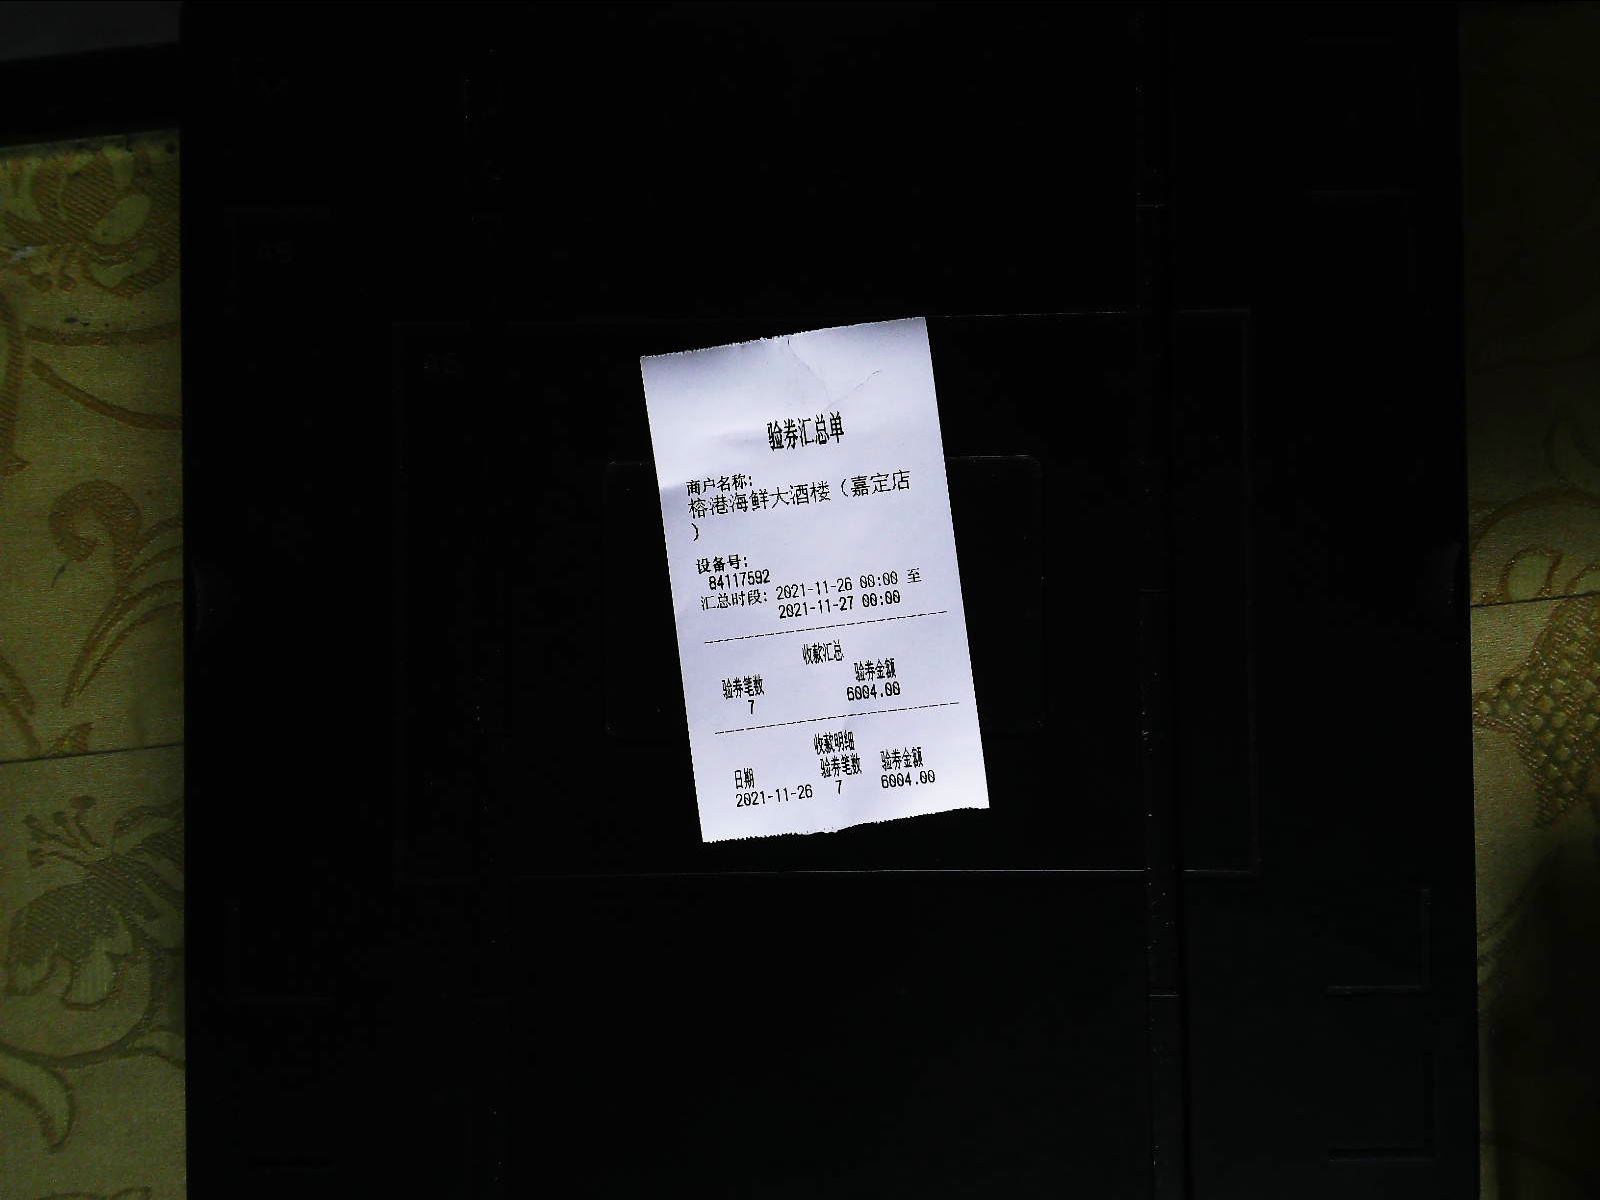 验券汇总单
商户名称:
榕港海鲜大酒楼（嘉定店
）
设备号:
84117592
汇总时段: 2021-11-26 00:00 至
2021-11-27 00:00
收款汇总
验券笔数 验券金额
7 6004.00
收款明细
日期 验券笔数 验券金额
2021-11-26 7 6004.00